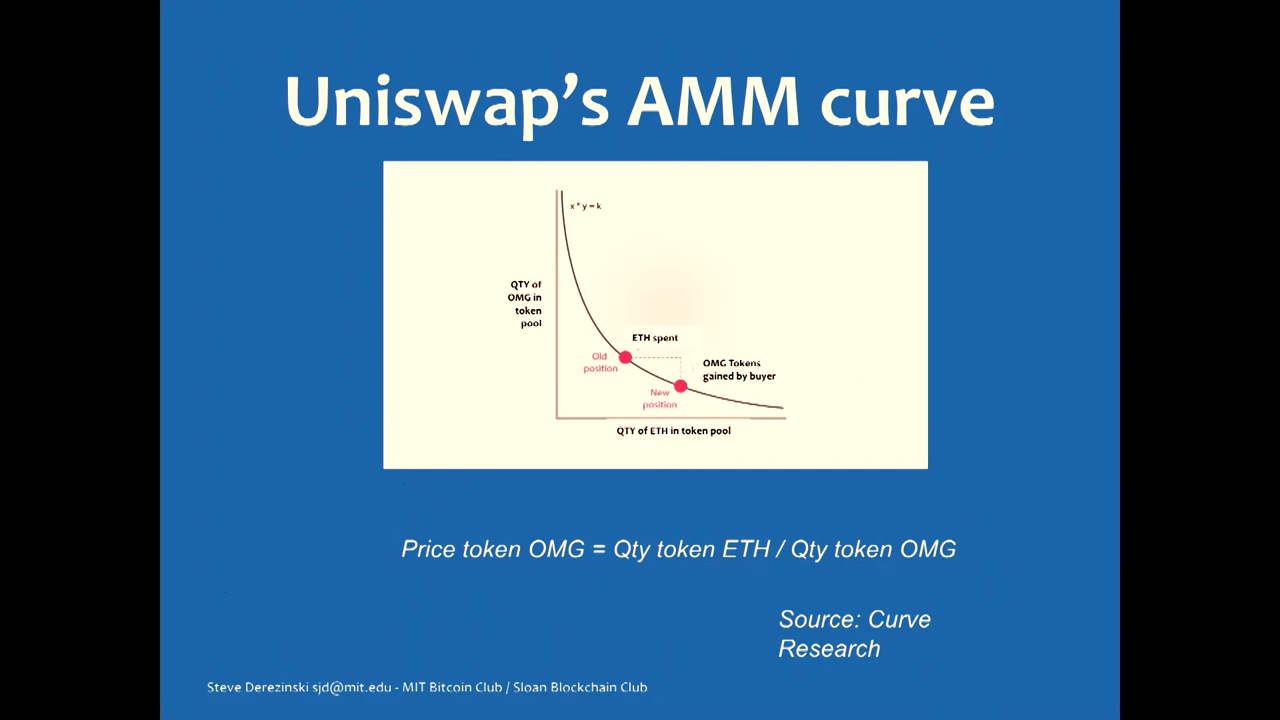 Uniswap's AMM curve
x * y = k
QTY of
OMG in
token
pool
ETH spent
Old
position
OMG Tokens
gained by buyer
New
position
QTY of ETH in token pool
Price token OMG = Qty token ETH / Qty token OMG
Source: Curve
Research
Steve Derezinski sjd@mit.edu - MIT Bitcoin Club / Sloan Blockchain Club